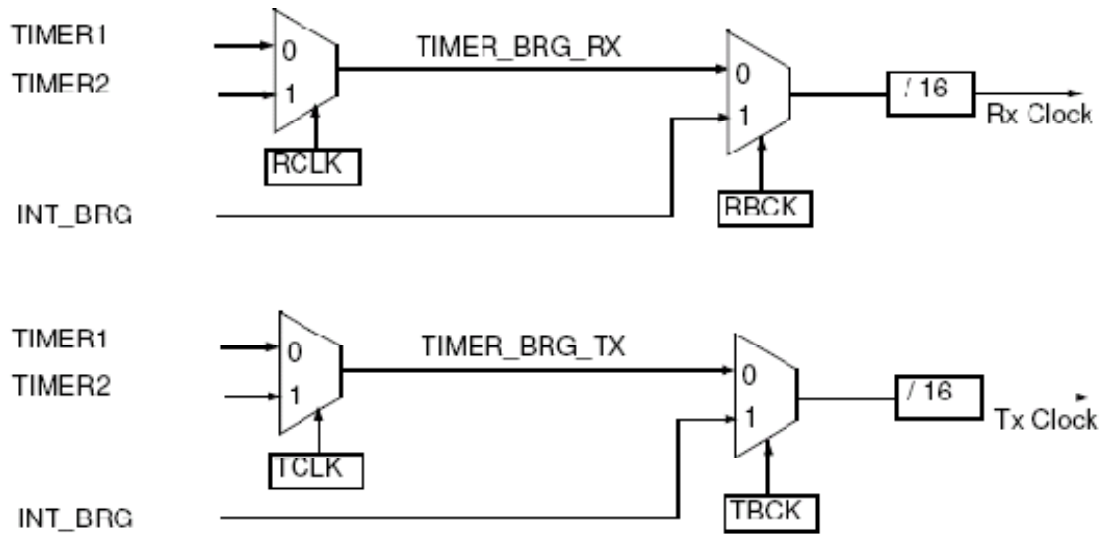 TIMER1
0
TIMER_BRG_RX
TIMER2
1
0
/ 16
1
Rx Clock
RCLK
RBCK
INT_BRG
TIMER1
0
TIMER_BRG_TX
TIMER2
1
0
/ 16
1
Tx Clock
TCLK
TBCK
INT_BRG